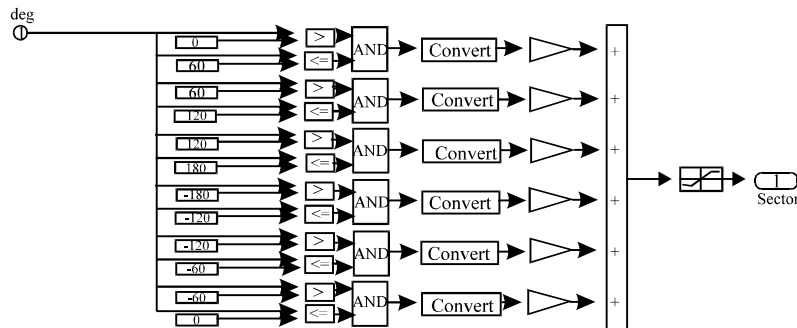 deg
1
0 > AND Convert +
60 <=
60 > AND Convert +
120 <=
120 > AND Convert +
180 <=
-180 > AND Convert +
-120 <=
-120 > AND Convert +
-60 <=
-60 > AND Convert +
0 <=
1
Sector